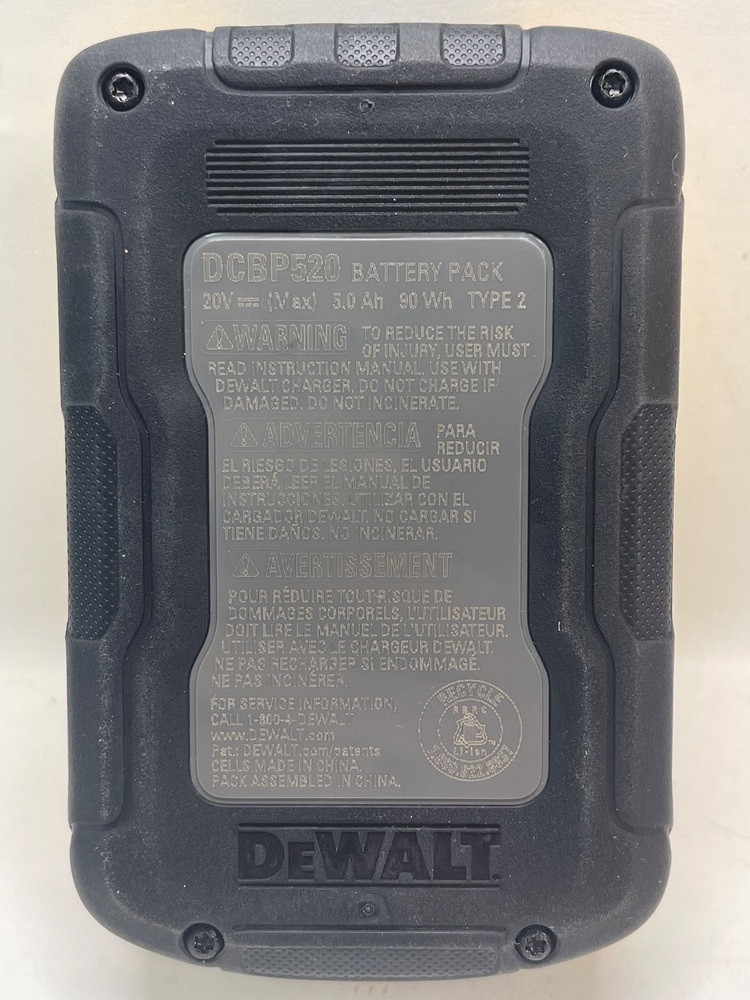 DCBP520 BATTERY PACK
20V ⎓ (Max) 5.0 Ah 90 Wh TYPE 2
⚠WARNING TO REDUCE THE RISK
OF INJURY, USER MUST
READ INSTRUCTION MANUAL. USE WITH
DEWALT CHARGER. DO NOT CHARGE IF
DAMAGED. DO NOT INCINERATE.
⚠ ADVERTENCIA PARA
REDUCIR
EL RIESGO DE LESIONES, EL USUARIO
DEBERÁ LEER EL MANUAL DE
INSTRUCCIONES. UTILIZAR CON EL
CARGADOR DEWALT. NO CARGAR SI
TIENE DAÑOS. NO INCINERAR.
⚠ AVERTISSEMENT
POUR RÉDUIRE TOUT RISQUE DE
DOMMAGES CORPORELS, L'UTILISATEUR
DOIT LIRE LE MANUEL DE L'UTILISATEUR.
UTILISER AVEC LE CHARGEUR DEWALT.
NE PAS RECHARGER SI ENDOMMAGÉ.
NE PAS INCINÉRER.
FOR SERVICE INFORMATION,
CALL 1-800-4-DEWALT
www.DEWALT.com
Pat.: DEWALT.com/patents
CELLS MADE IN CHINA.
PACK ASSEMBLED IN CHINA.
RECYCLE
RBRC
Li-Ion
1.800.822.8837
DEWALT